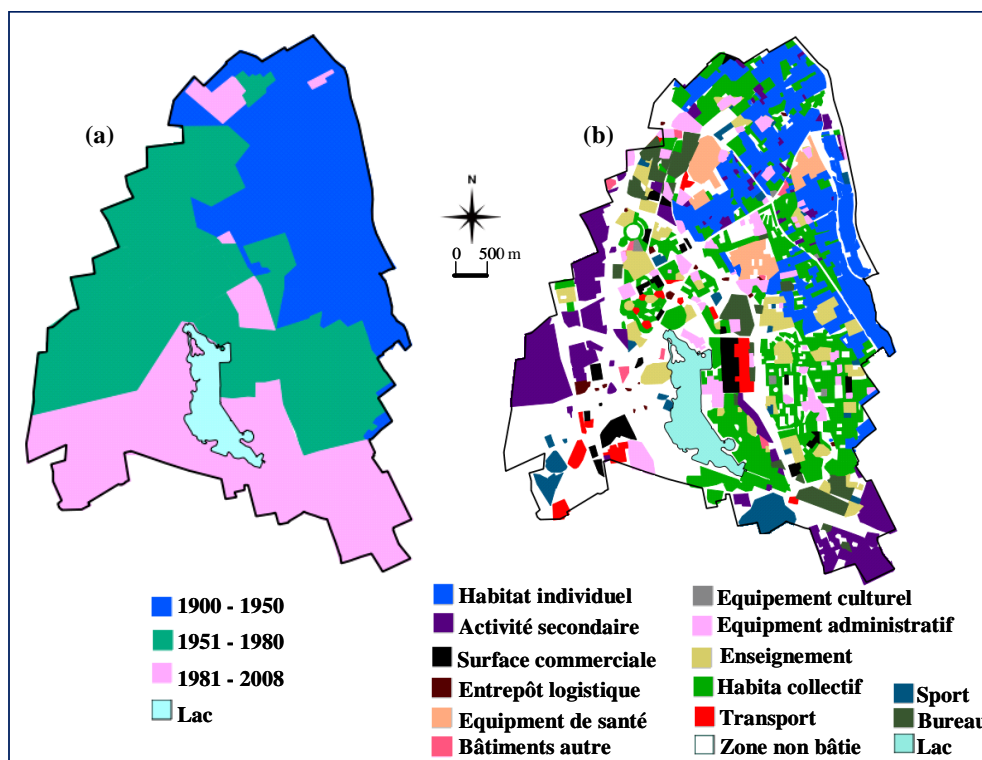 (a)
(b)
N
0 500 m
1900 - 1950
1951 - 1980
1981 - 2008
Lac
Habitat individuel
Activité secondaire
Surface commerciale
Entrepôt logistique
Equipment de santé
Bâtiments autre
Equipement culturel
Equipment administratif
Enseignement
Habita collectif
Transport
Zone non bâtie
Sport
Bureau
Lac